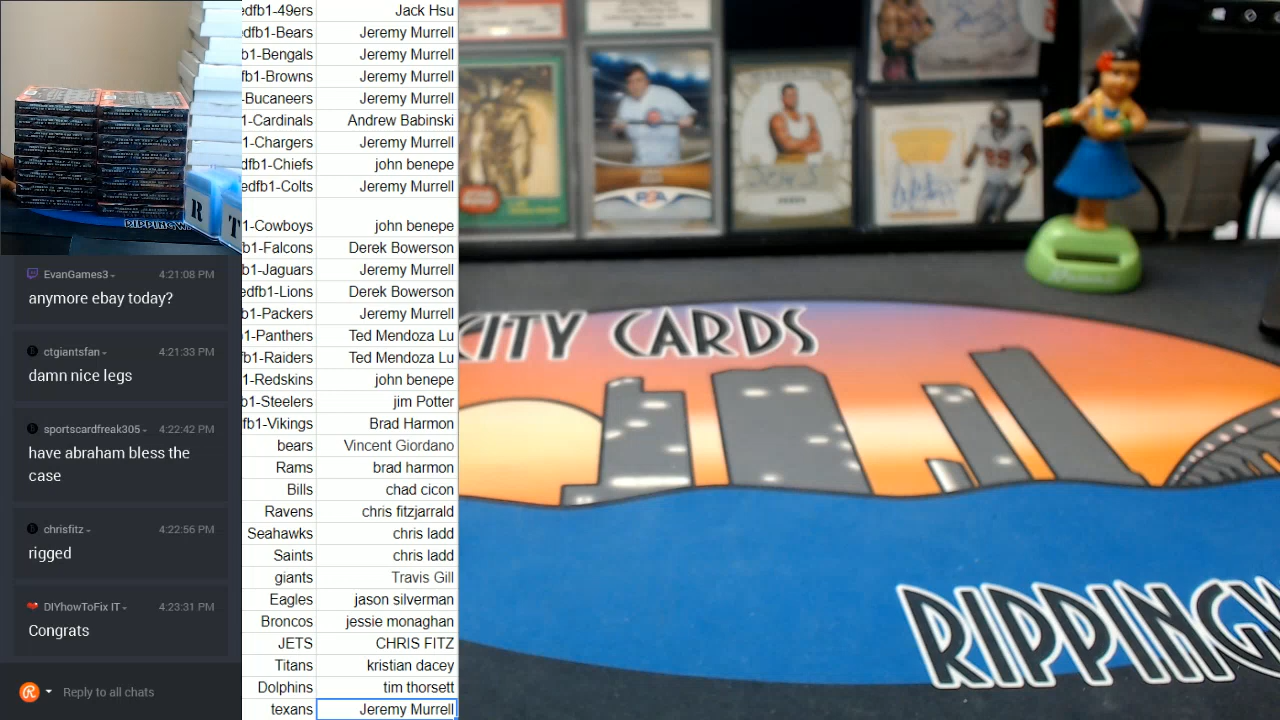 edfb1-49ers Jack Hsu
edfb1-Bears Jeremy Murrell
b1-Bengals Jeremy Murrell
fb1-Browns Jeremy Murrell
-Bucaneers Jeremy Murrell
1-Cardinals Andrew Babinski
1-Chargers Jeremy Murrell
fb1-Chiefs john benepe
edfb1-Colts Jeremy Murrell
1-Cowboys john benepe
fb1-Falcons Derek Bowerson
b1-Jaguars Jeremy Murrell
edfb1-Lions Derek Bowerson
b1-Packers Jeremy Murrell
1-Panthers Ted Mendoza Lu
b1-Raiders Ted Mendoza Lu
1-Redskins john benepe
b1-Steelers jim Potter
fb1-Vikings Brad Harmon
bears Vincent Giordano
Rams brad harmon
Bills chad cicon
Ravens chris fitzjarrald
Seahawks chris ladd
Saints chris ladd
giants Travis Gill
Eagles jason silverman
Broncos jessie monaghan
JETS CHRIS FITZ
Titans kristian dacey
Dolphins tim thorsett
texans Jeremy Murrell
RIPPINGW
R T
EvanGames3 4:21:08 PM
anymore ebay today?
ctgiantsfan 4:21:33 PM
damn nice legs
sportscardfreak305 4:22:42 PM
have abraham bless the
case
chrisfitz 4:22:56 PM
rigged
DIYhowToFix IT 4:23:31 PM
Congrats
Reply to all chats
CITY CARDS
RIPPINGW